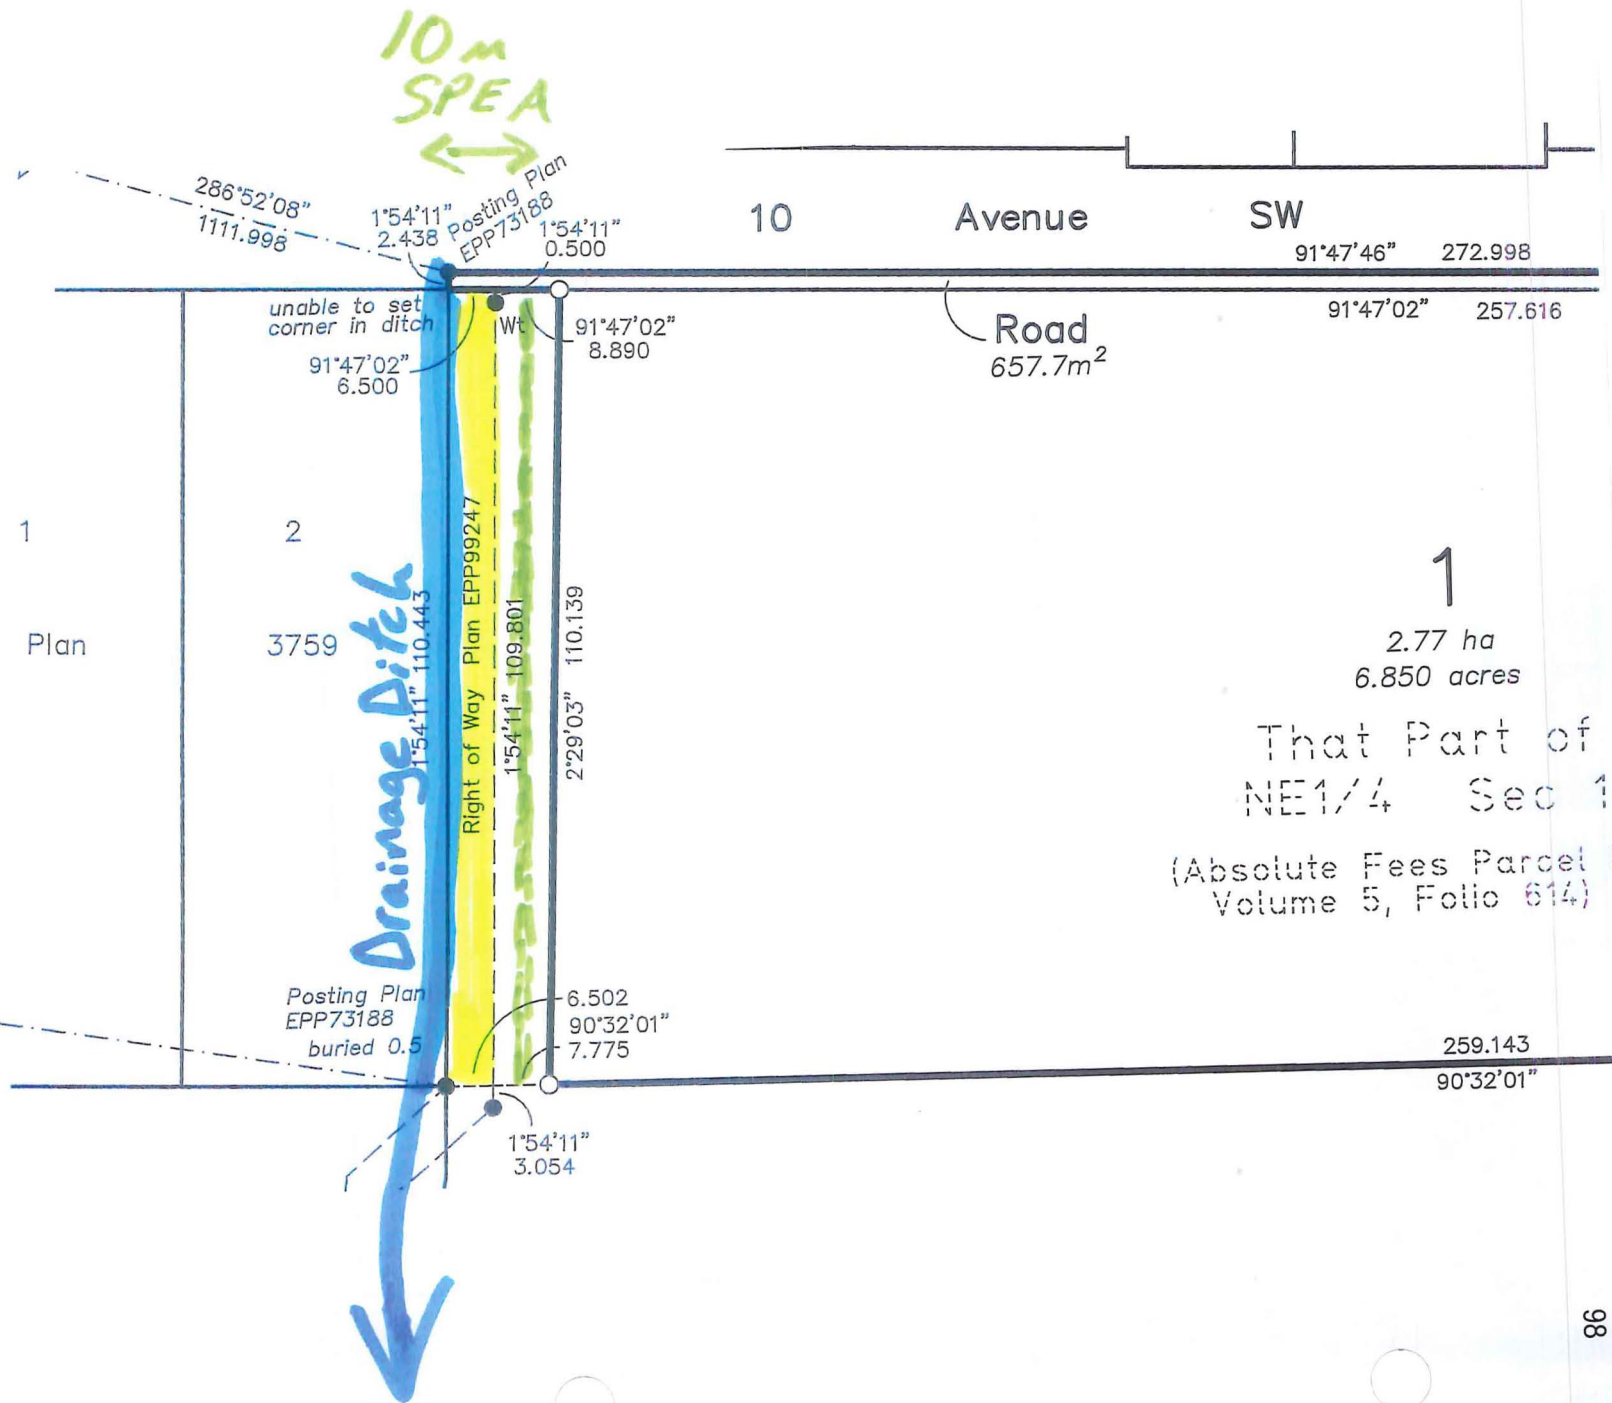 10m
SPEA
286°52'08"
1111.998
1°54'11"
2.438
Posting Plan
EPP73188
1°54'11"
0.500
10 Avenue SW
91°47'46" 272.998
91°47'02" 257.616
unable to set
corner in ditch
Wt
91°47'02"
8.890
91°47'02"
6.500
Road
657.7m²
1
2
Plan
3759
Drainage Ditch
1°54'11" 110.443
Right of Way Plan EPP99247
1°54'11" 109.801
2°29'03" 110.139
1
2.77 ha
6.850 acres
That Part of
NE1/4 Sec 1
(Absolute Fees Parcel
Volume 5, Folio 614)
Posting Plan
EPP73188
buried 0.5
6.502
90°32'01"
7.775
259.143
90°32'01"
1°54'11"
3.054
98